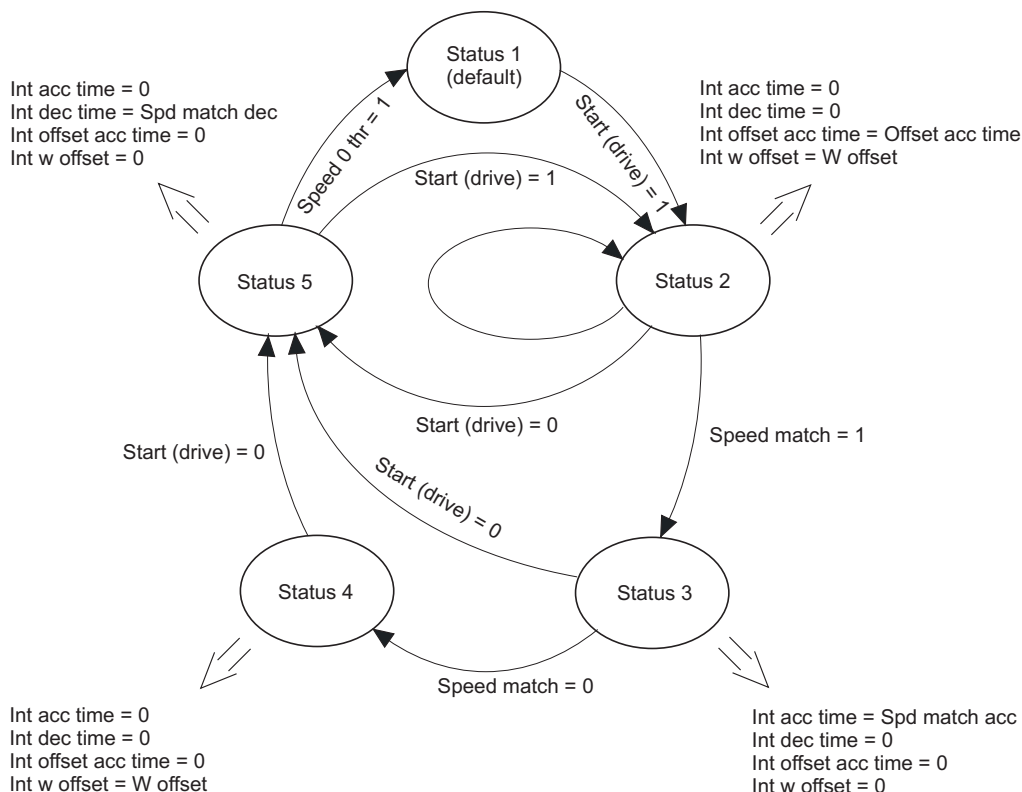 Status 1
(default)
Int acc time = 0
Int dec time = Spd match dec
Int offset acc time = 0
Int w offset = 0
Int acc time = 0
Int dec time = 0
Int offset acc time = Offset acc time
Int w offset = W offset
Speed 0 thr = 1
Start (drive) = 1
Start (drive) = 1
Status 5
Status 2
Start (drive) = 0
Speed match = 1
Start (drive) = 0
Start (drive) = 0
Status 4
Status 3
Speed match = 0
Int acc time = 0
Int dec time = 0
Int offset acc time = 0
Int w offset = W offset
Int acc time = Spd match acc
Int dec time = 0
Int offset acc time = 0
Int w offset = 0